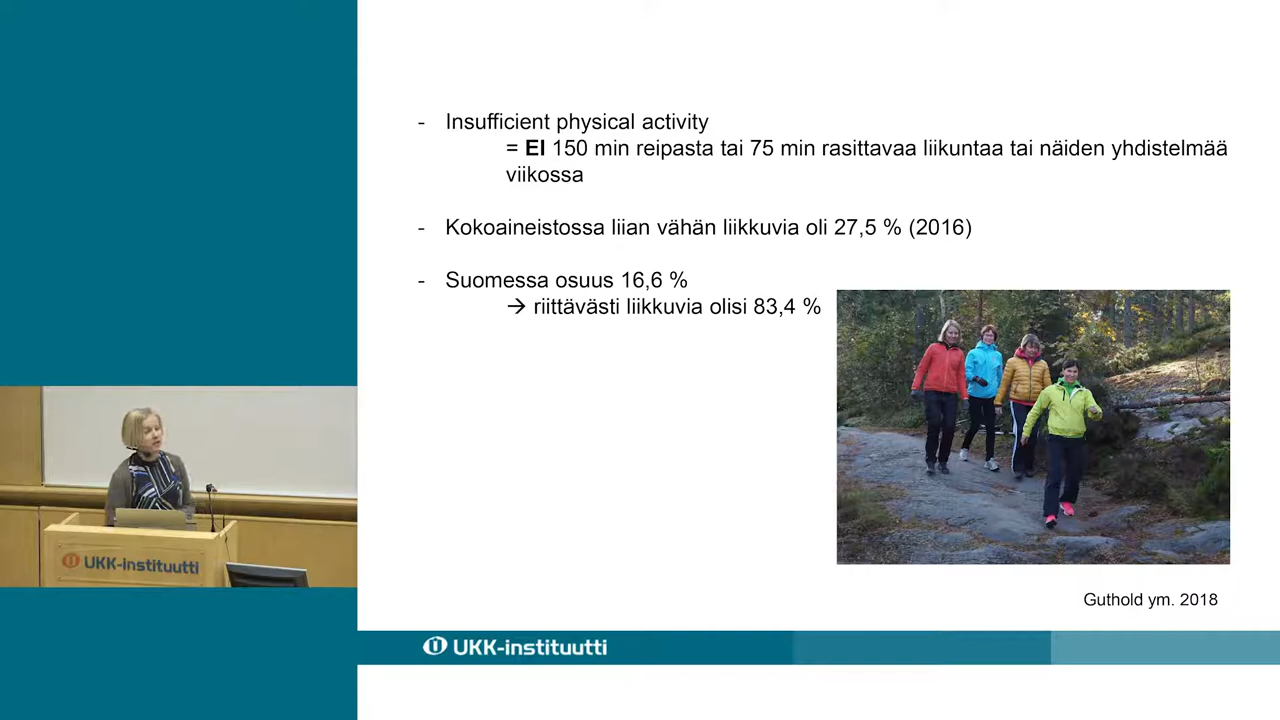 - Insufficient physical activity
= EI 150 min reipasta tai 75 min rasittavaa liikuntaa tai näiden yhdistelmää
viikossa
- Kokoaineistossa liian vähän liikkuvia oli 27,5 % (2016)
- Suomessa osuus 16,6 %
→ riittävästi liikkuvia olisi 83,4 %
UKK-instituutti
Guthold ym. 2018
UKK-instituutti